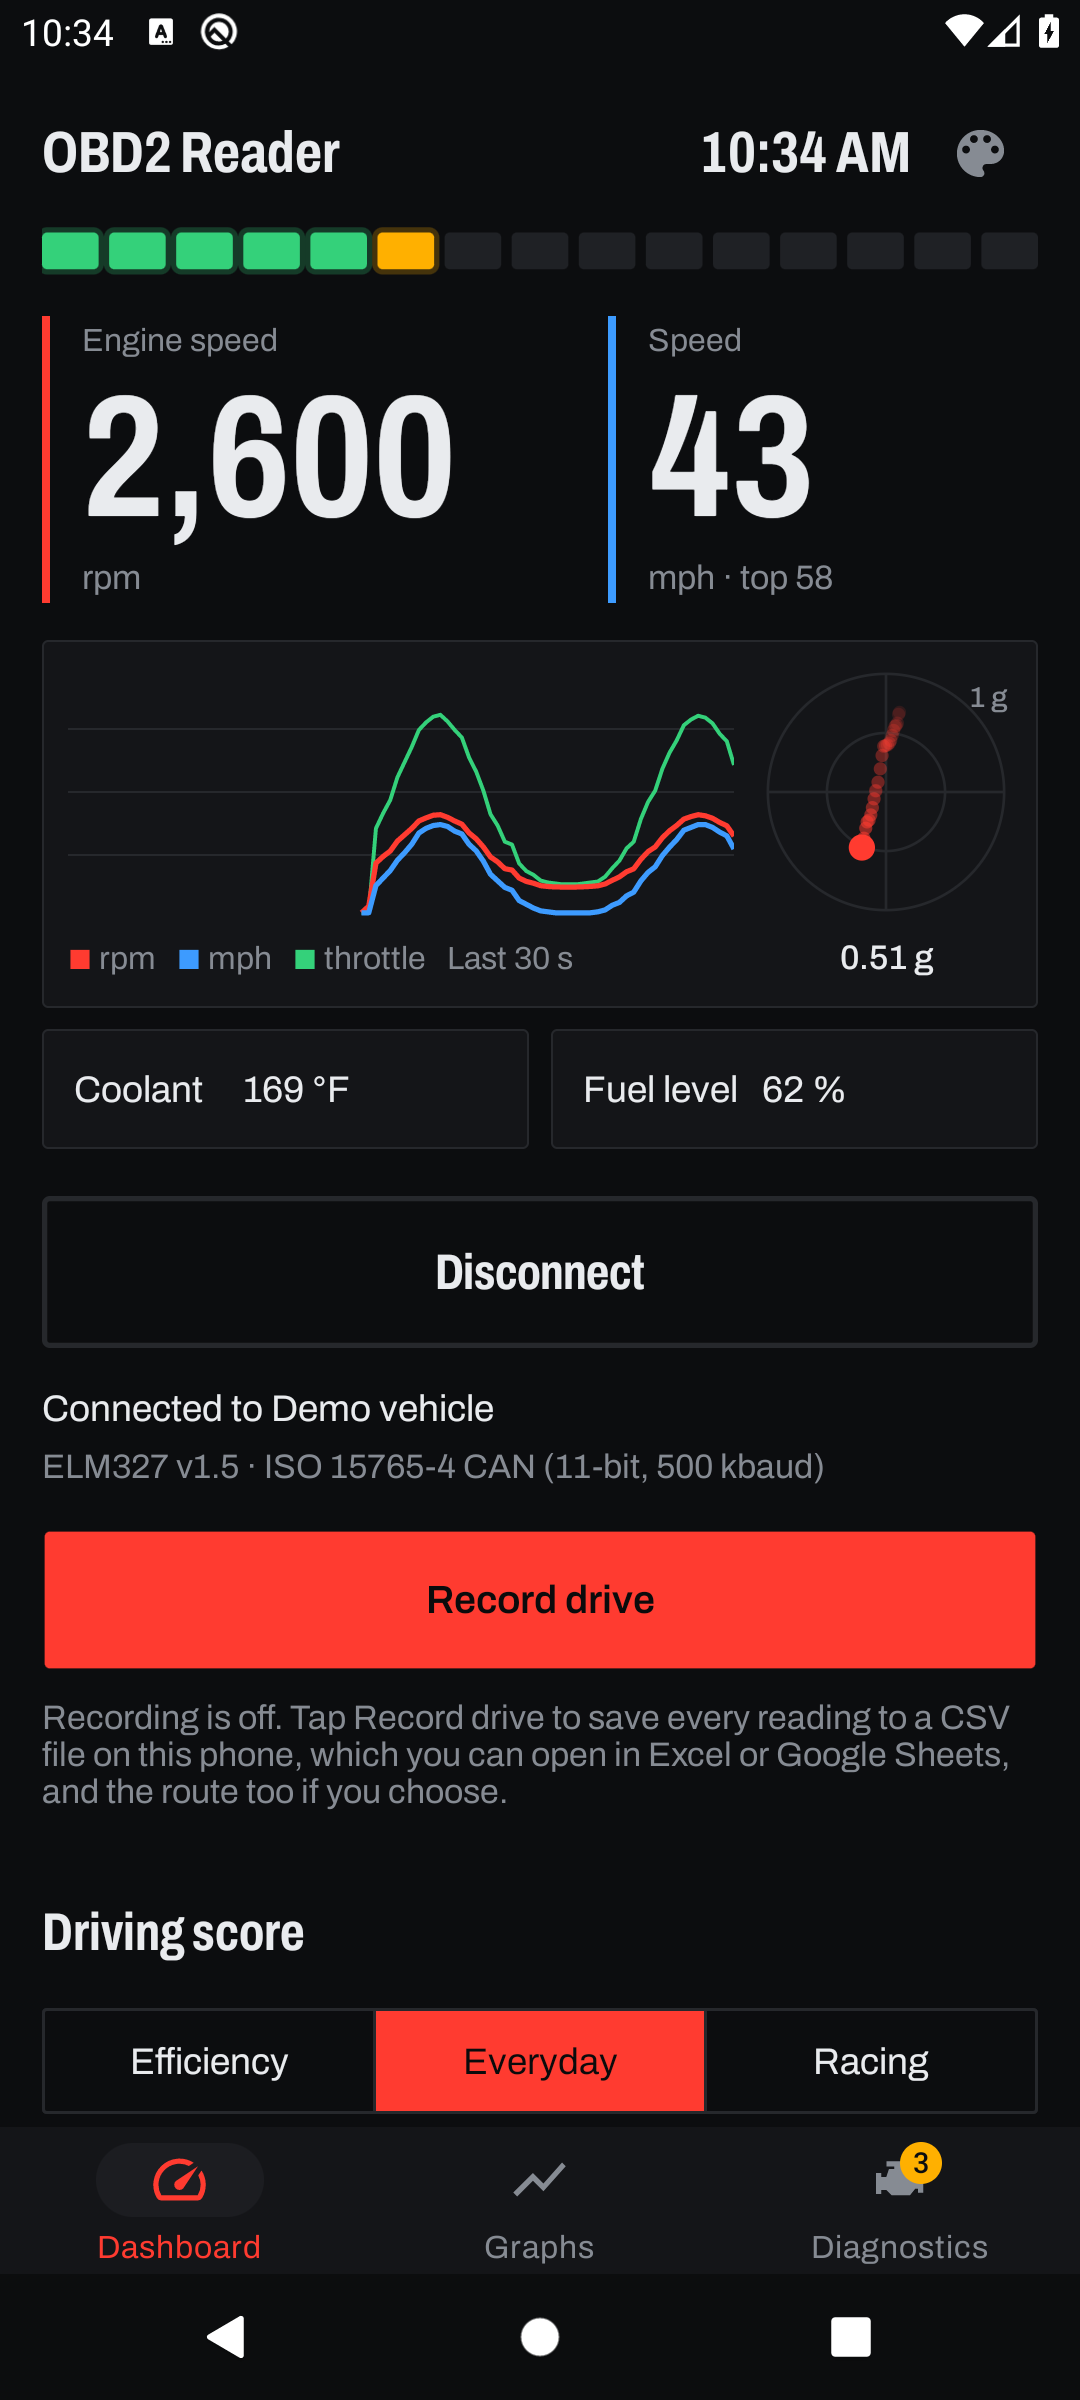 10:34
OBD2 Reader
10:34 AM
Engine speed
2,600
rpm
Speed
43
mph · top 58
1 g
rpm mph throttle Last 30 s
0.51 g
Coolant 169 °F
Fuel level 62 %
Disconnect
Connected to Demo vehicle
ELM327 v1.5 · ISO 15765-4 CAN (11-bit, 500 kbaud)
Record drive
Recording is off. Tap Record drive to save every reading to a CSV
file on this phone, which you can open in Excel or Google Sheets,
and the route too if you choose.
Driving score
Efficiency
Everyday
Racing
3
Dashboard
Graphs
Diagnostics